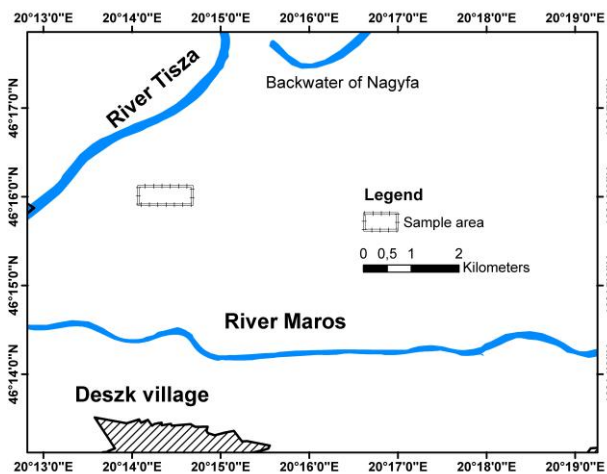 20°13'0"E 20°14'0"E 20°15'0"E 20°16'0"E 20°17'0"E 20°18'0"E 20°19'0"E
River Tisza
Backwater of Nagyfa
46°17'0"N
46°16'0"N
Legend
Sample area
0 0,5 1 2
Kilometers
46°15'0"N
River Maros
46°14'0"N
Deszk village
20°13'0"E 20°14'0"E 20°15'0"E 20°16'0"E 20°17'0"E 20°18'0"E 20°19'0"E